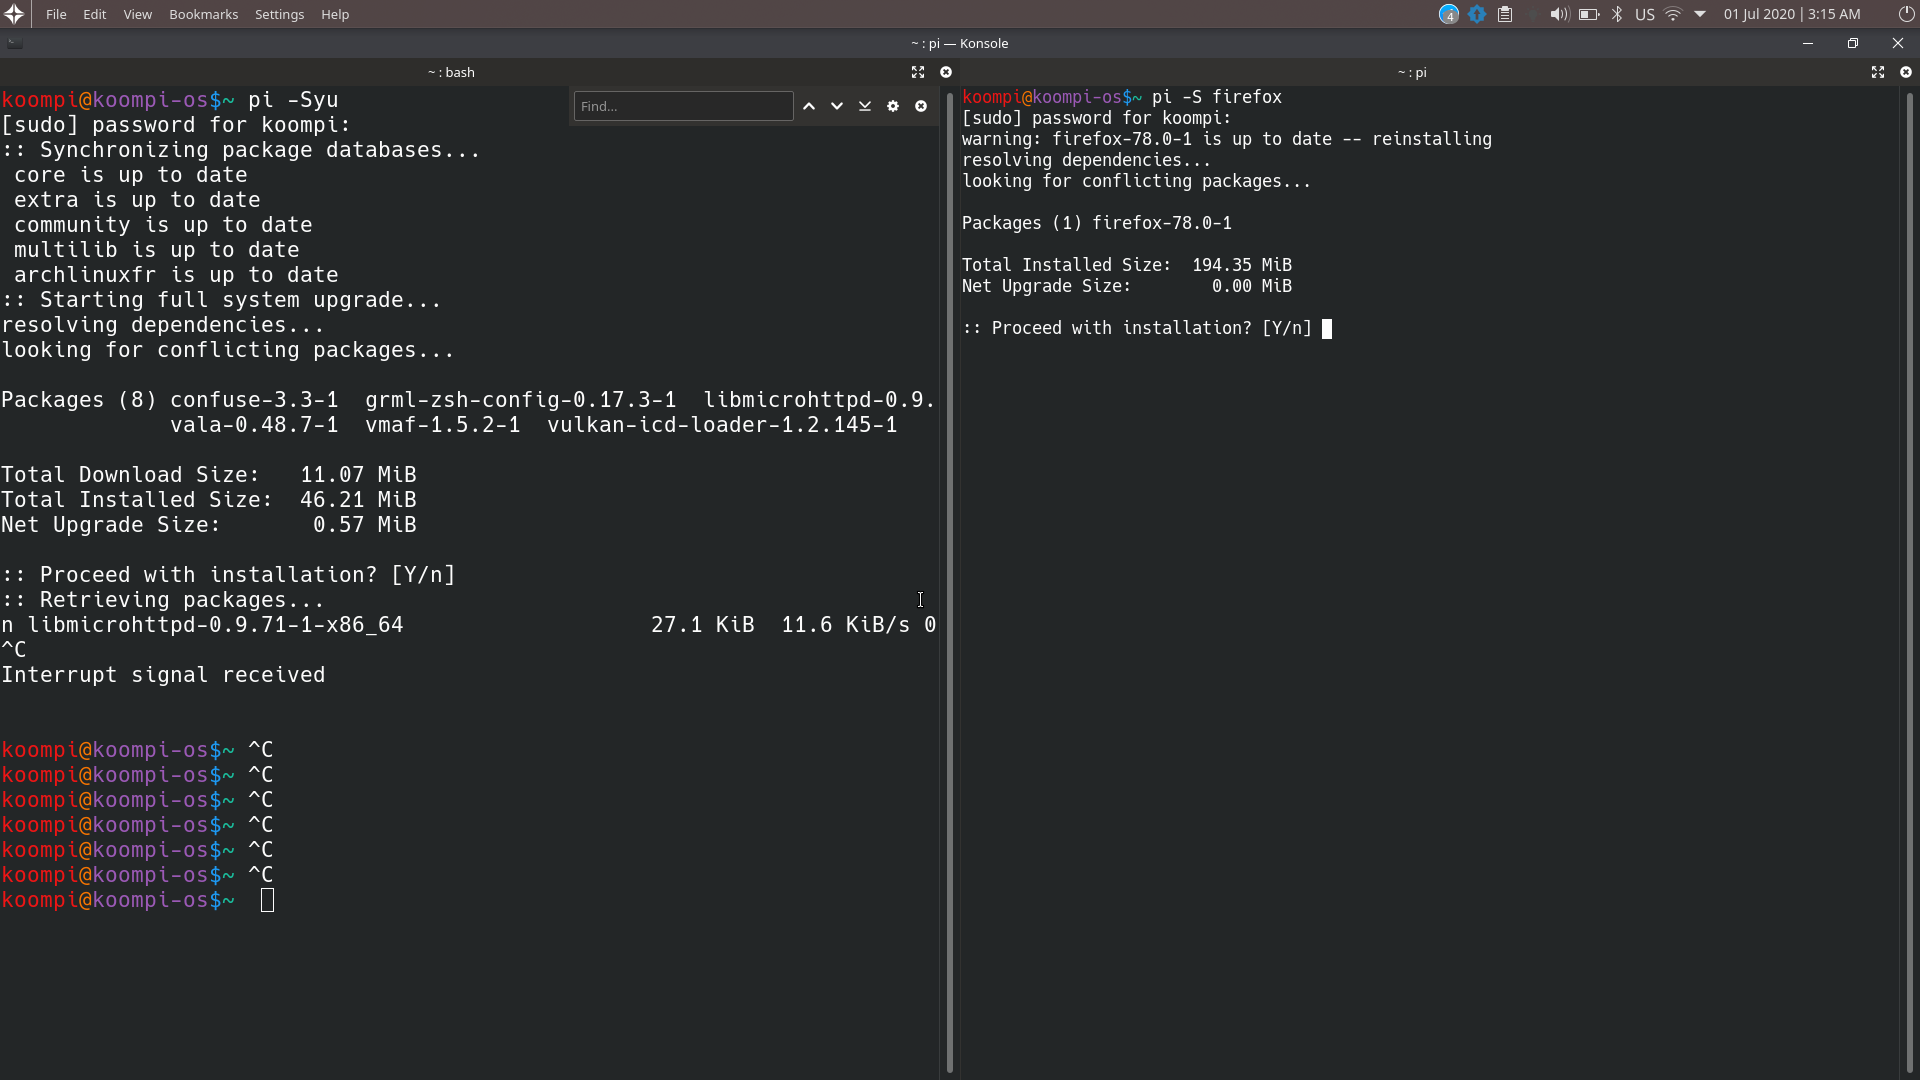 File Edit View Bookmarks Settings Help
4 US 01 Jul 2020 | 3:15 AM
~ : pi — Konsole
~ : bash
koompi@koompi-os$~ pi -Syu
Find...
[sudo] password for koompi:
:: Synchronizing package databases...
core is up to date
extra is up to date
community is up to date
multilib is up to date
archlinuxfr is up to date
:: Starting full system upgrade...
resolving dependencies...
looking for conflicting packages...
Packages (8) confuse-3.3-1  grml-zsh-config-0.17.3-1  libmicrohttpd-0.9.
vala-0.48.7-1  vmaf-1.5.2-1  vulkan-icd-loader-1.2.145-1
Total Download Size:   11.07 MiB
Total Installed Size:  46.21 MiB
Net Upgrade Size:       0.57 MiB
:: Proceed with installation? [Y/n]
:: Retrieving packages...
n libmicrohttpd-0.9.71-1-x86_64                   27.1 KiB  11.6 KiB/s 0
^C
Interrupt signal received
koompi@koompi-os$~ ^C
koompi@koompi-os$~ ^C
koompi@koompi-os$~ ^C
koompi@koompi-os$~ ^C
koompi@koompi-os$~ ^C
koompi@koompi-os$~ ^C
koompi@koompi-os$~
~ : pi
koompi@koompi-os$~ pi -S firefox
[sudo] password for koompi:
warning: firefox-78.0-1 is up to date -- reinstalling
resolving dependencies...
looking for conflicting packages...
Packages (1) firefox-78.0-1
Total Installed Size:  194.35 MiB
Net Upgrade Size:        0.00 MiB
:: Proceed with installation? [Y/n]